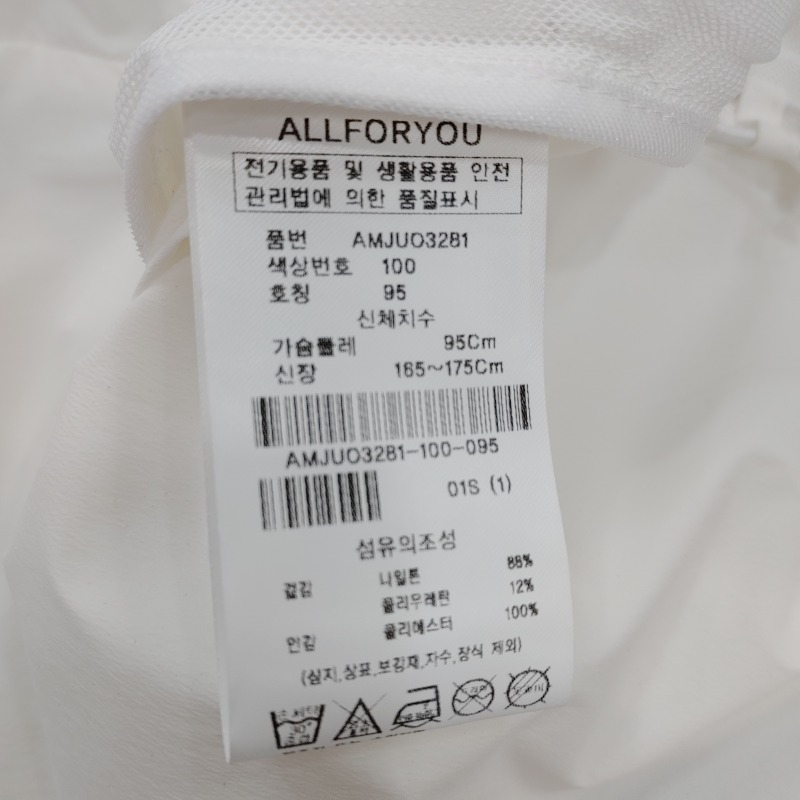 ALLFORYOU
전기용품 및 생활용품 안전
관리법에 의한 품질표시
품번 AMJUO3281
색상번호 100
호칭 95
신체치수
가슴둘레 95Cm
신장 165~175Cm
AMJUO3281-100-095
01S (1)
섬유의조성
겉감 나일론 88%
폴리우레탄 12%
안감 폴리에스터 100%
(심지,상표,보강재,자수,장식 제외)
30°